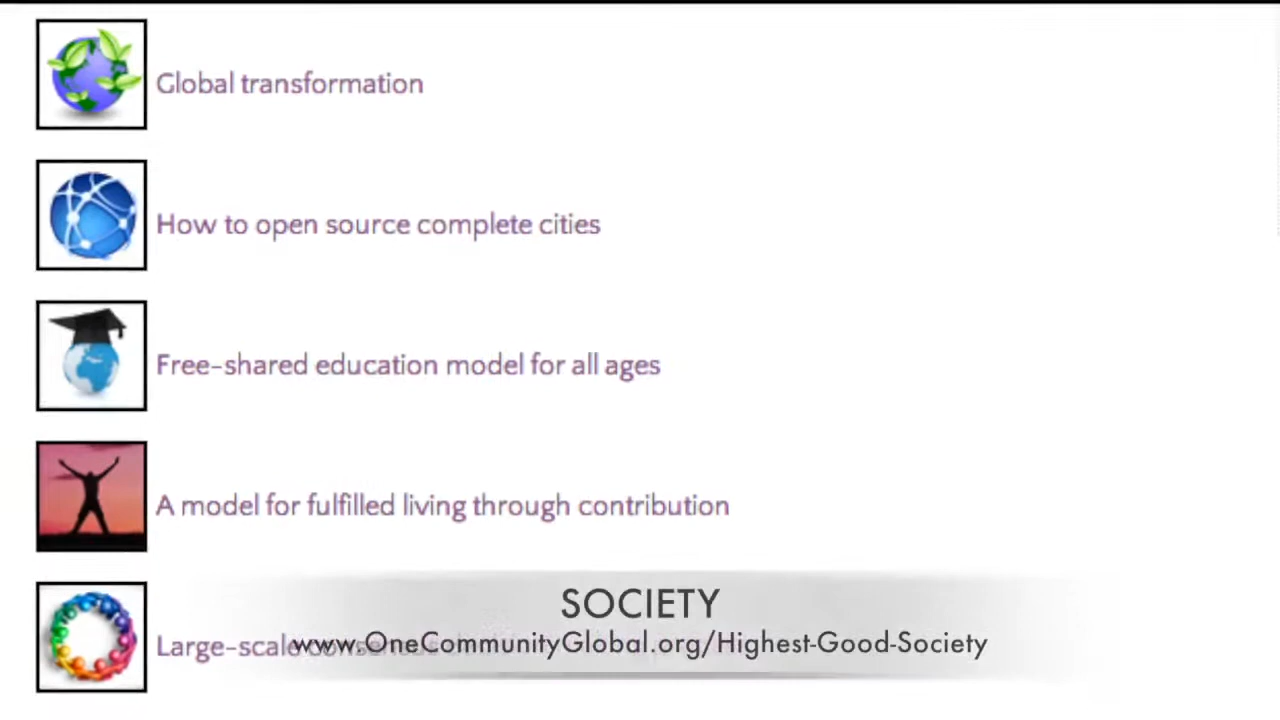 Global transformation
How to open source complete cities
Free-shared education model for all ages
A model for fulfilled living through contribution
SOCIETY
Large-scale
www.OneCommunityGlobal.org/Highest-Good-Society